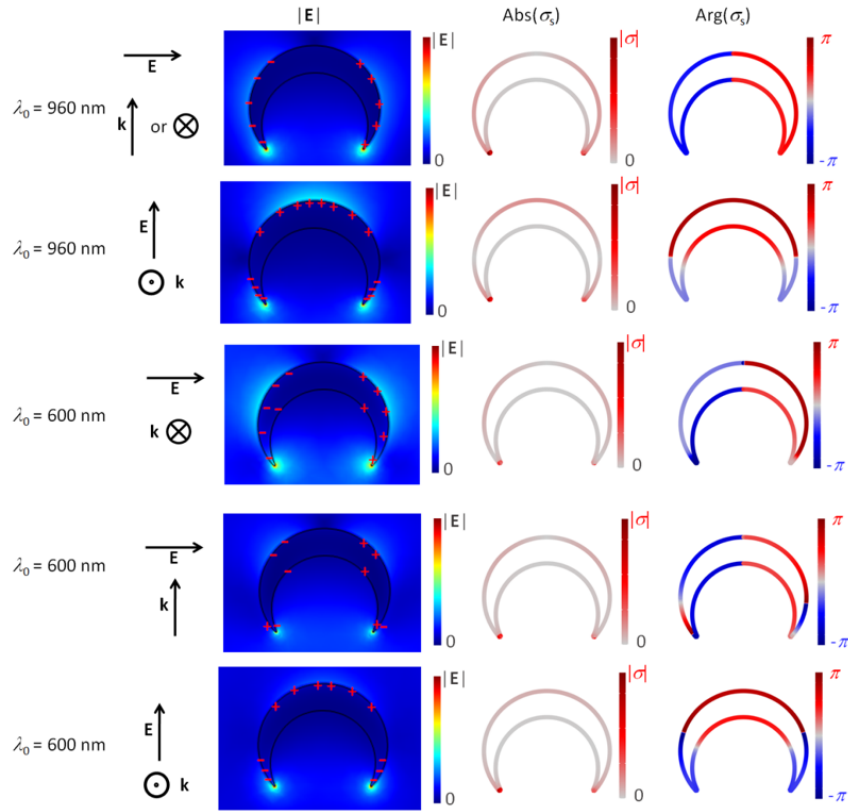 |E| Abs(σs) Arg(σs)
E
λ0 = 960 nm
k or
|E| 0
|σ| 0
π -π
E
λ0 = 960 nm
k
|E| 0
|σ| 0
π -π
E
λ0 = 600 nm
k
|E| 0
|σ| 0
π -π
E
λ0 = 600 nm
k
|E| 0
|σ| 0
π -π
E
λ0 = 600 nm
k
|E| 0
|σ| 0
π -π